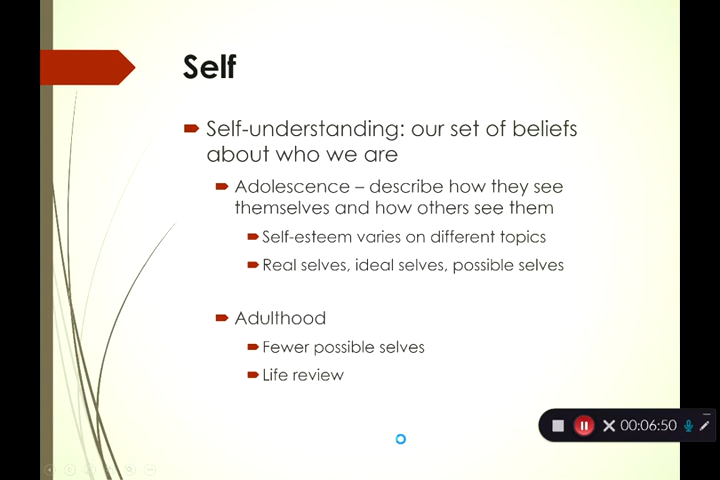 Self
Self-understanding: our set of beliefs
about who we are
Adolescence – describe how they see
themselves and how others see them
Self-esteem varies on different topics
Real selves, ideal selves, possible selves
Adulthood
Fewer possible selves
Life review
00:06:50